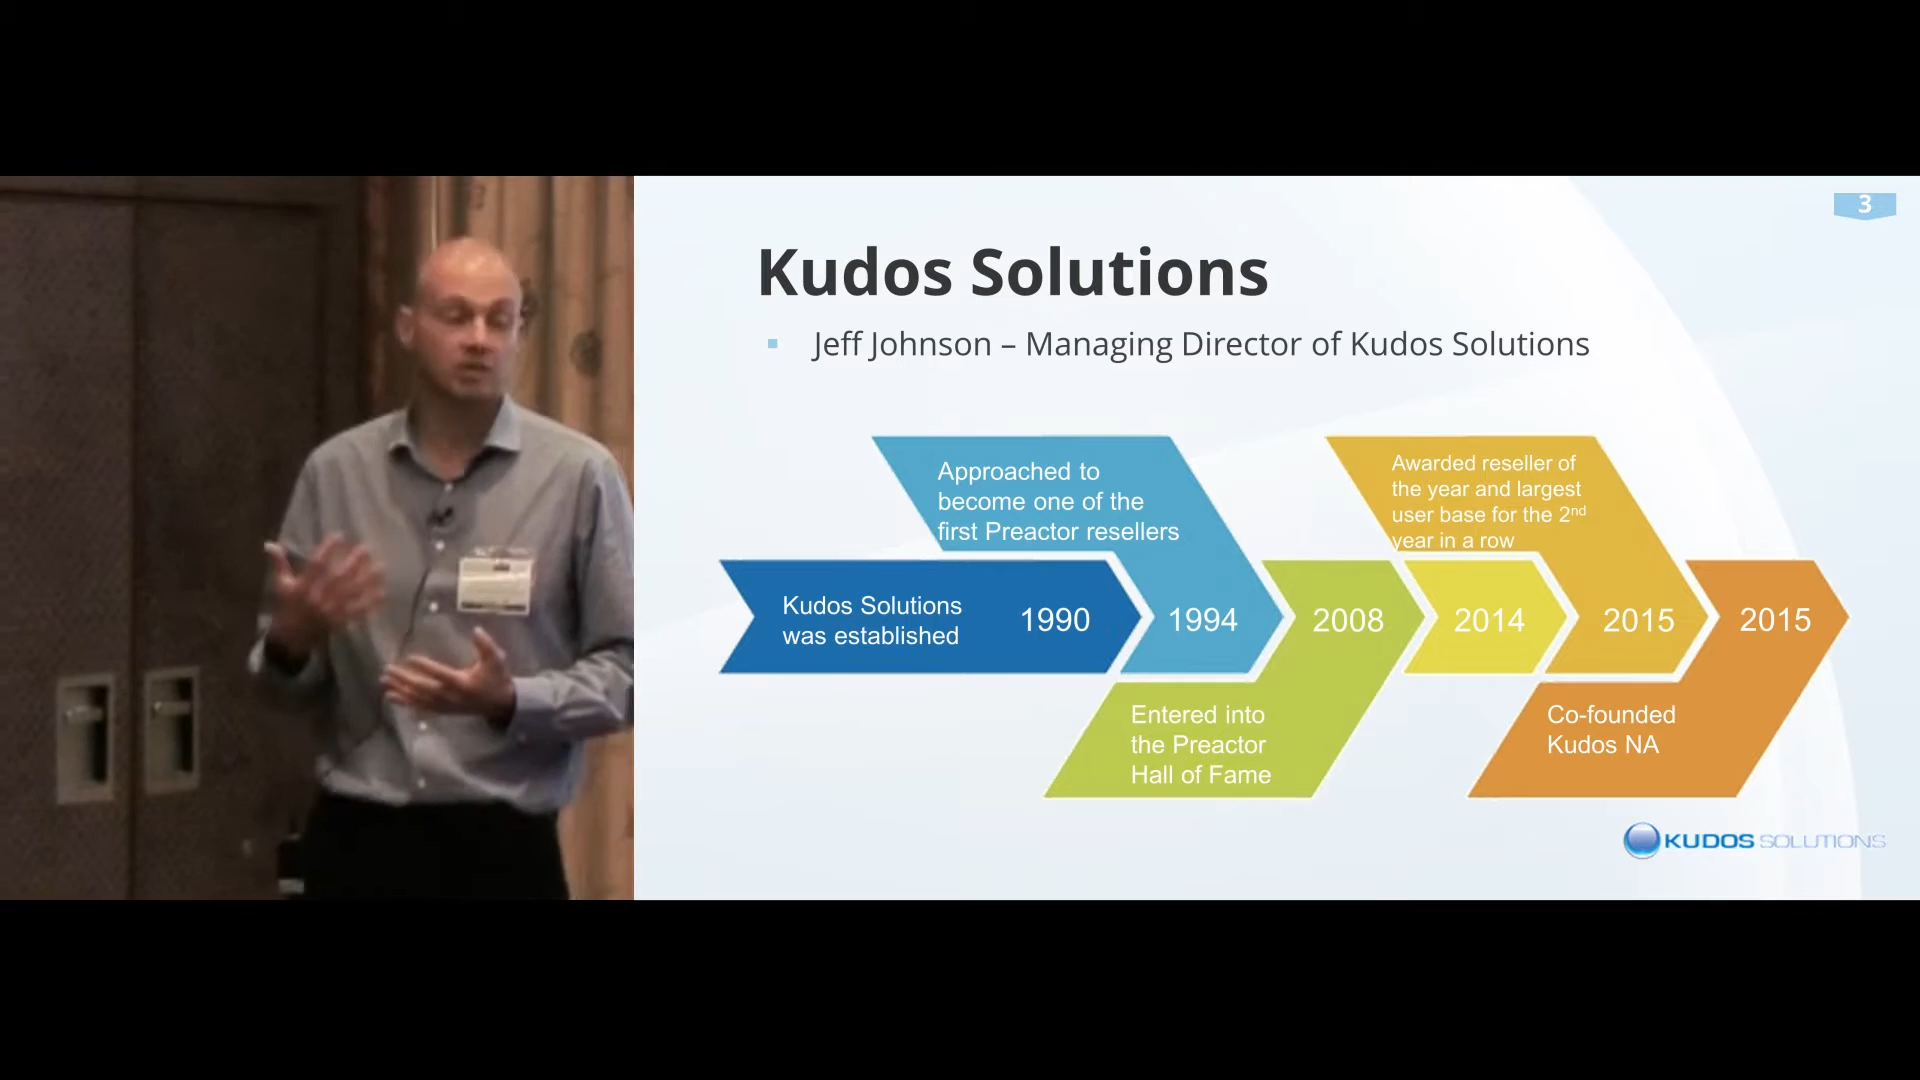 3
Kudos Solutions
Jeff Johnson – Managing Director of Kudos Solutions
Approached to
become one of the
first Preactor resellers
Awarded reseller of
the year and largest
user base for the 2nd
year in a row
Kudos Solutions
was established
1990
1994
2008
2014
2015
2015
Entered into
the Preactor
Hall of Fame
Co-founded
Kudos NA
KUDOS SOLUTIONS